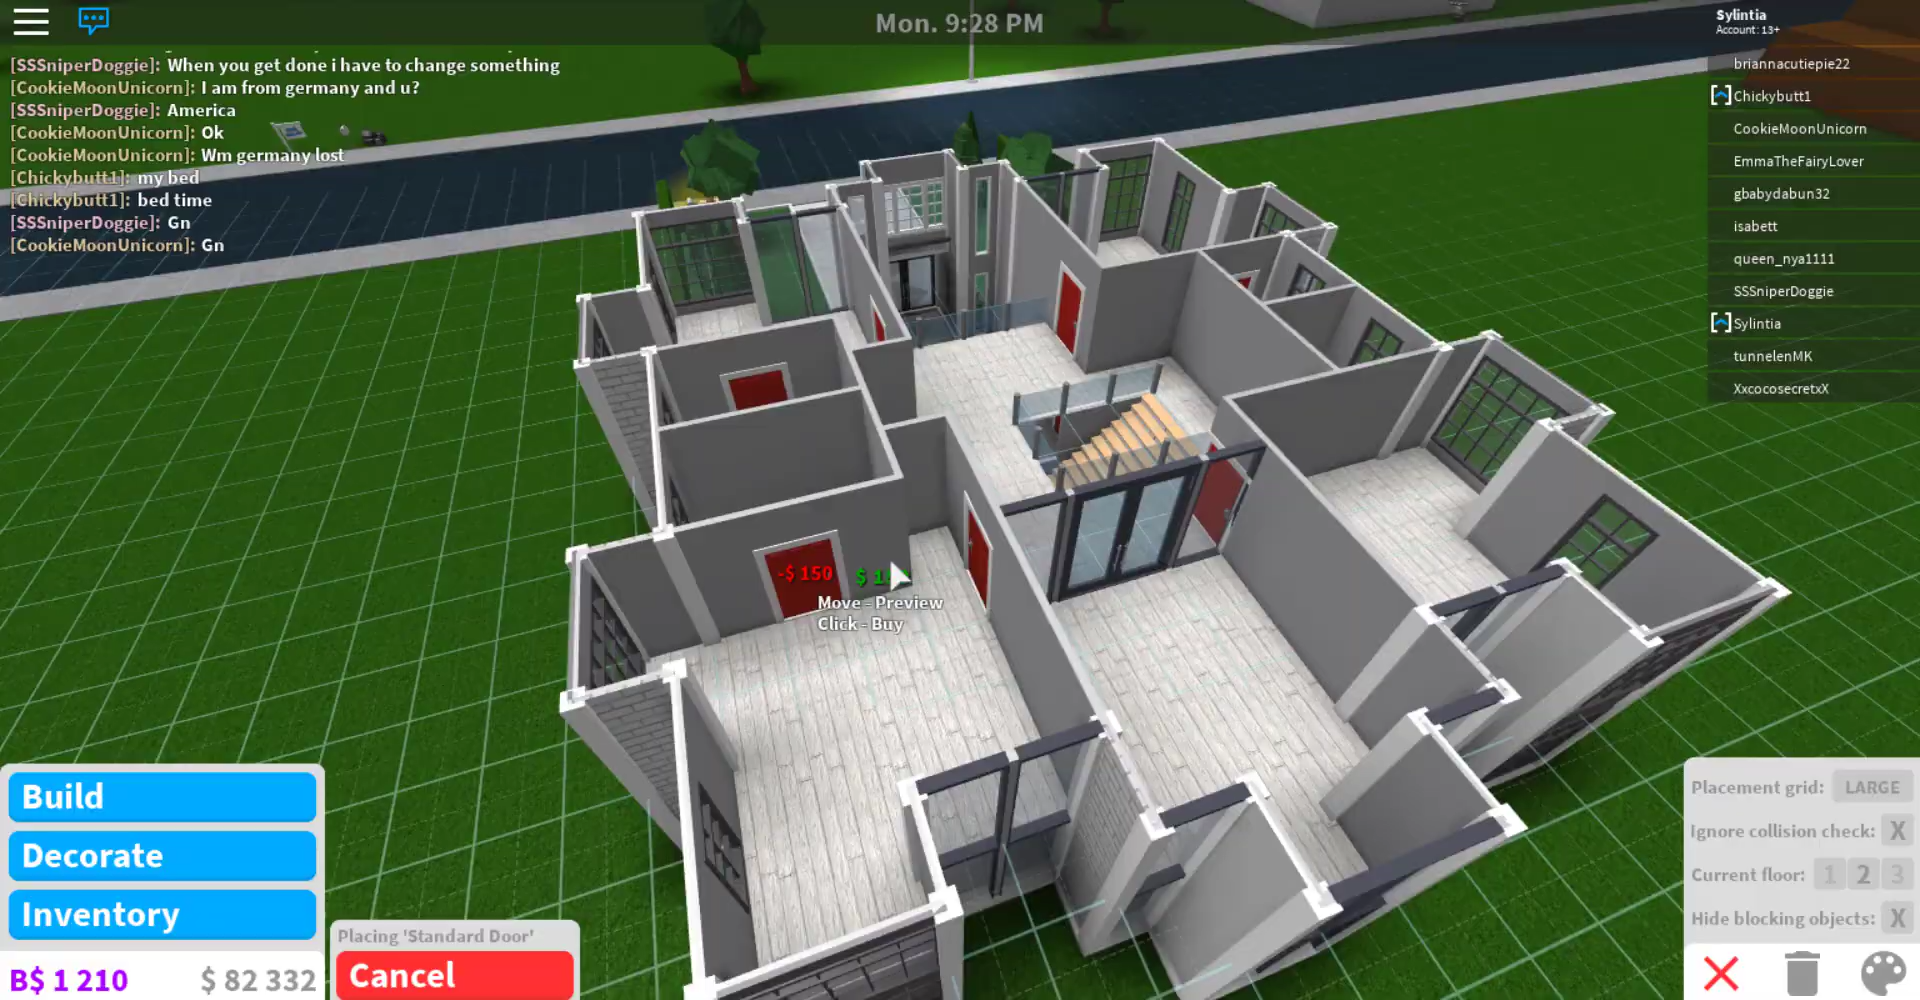 Mon. 9:28 PM
Sylintia
Account: 13+
[SSSniperDoggie]: When you get done i have to change something
[CookieMoonUnicorn]: I am from germany and u?
[SSSniperDoggie]: America
[CookieMoonUnicorn]: Ok
[CookieMoonUnicorn]: Wm germany lost
[Chickybutt1]: my bed
[Chickybutt1]: bed time
[SSSniperDoggie]: Gn
[CookieMoonUnicorn]: Gn
briannacutiepie22
Chickybutt1
CookieMoonUnicorn
EmmaTheFairyLover
gbabydabun32
isabett
queen_nya1111
SSSniperDoggie
Sylintia
tunnelenMK
XxcocosecretxX
-$ 150
Move - Preview
Click - Buy
Build
Decorate
Inventory
B$ 1 210
$ 82 332
Placing 'Standard Door'
Cancel
Placement grid: LARGE
Ignore collision check: X
Current floor: 1 2 3
Hide blocking objects: X